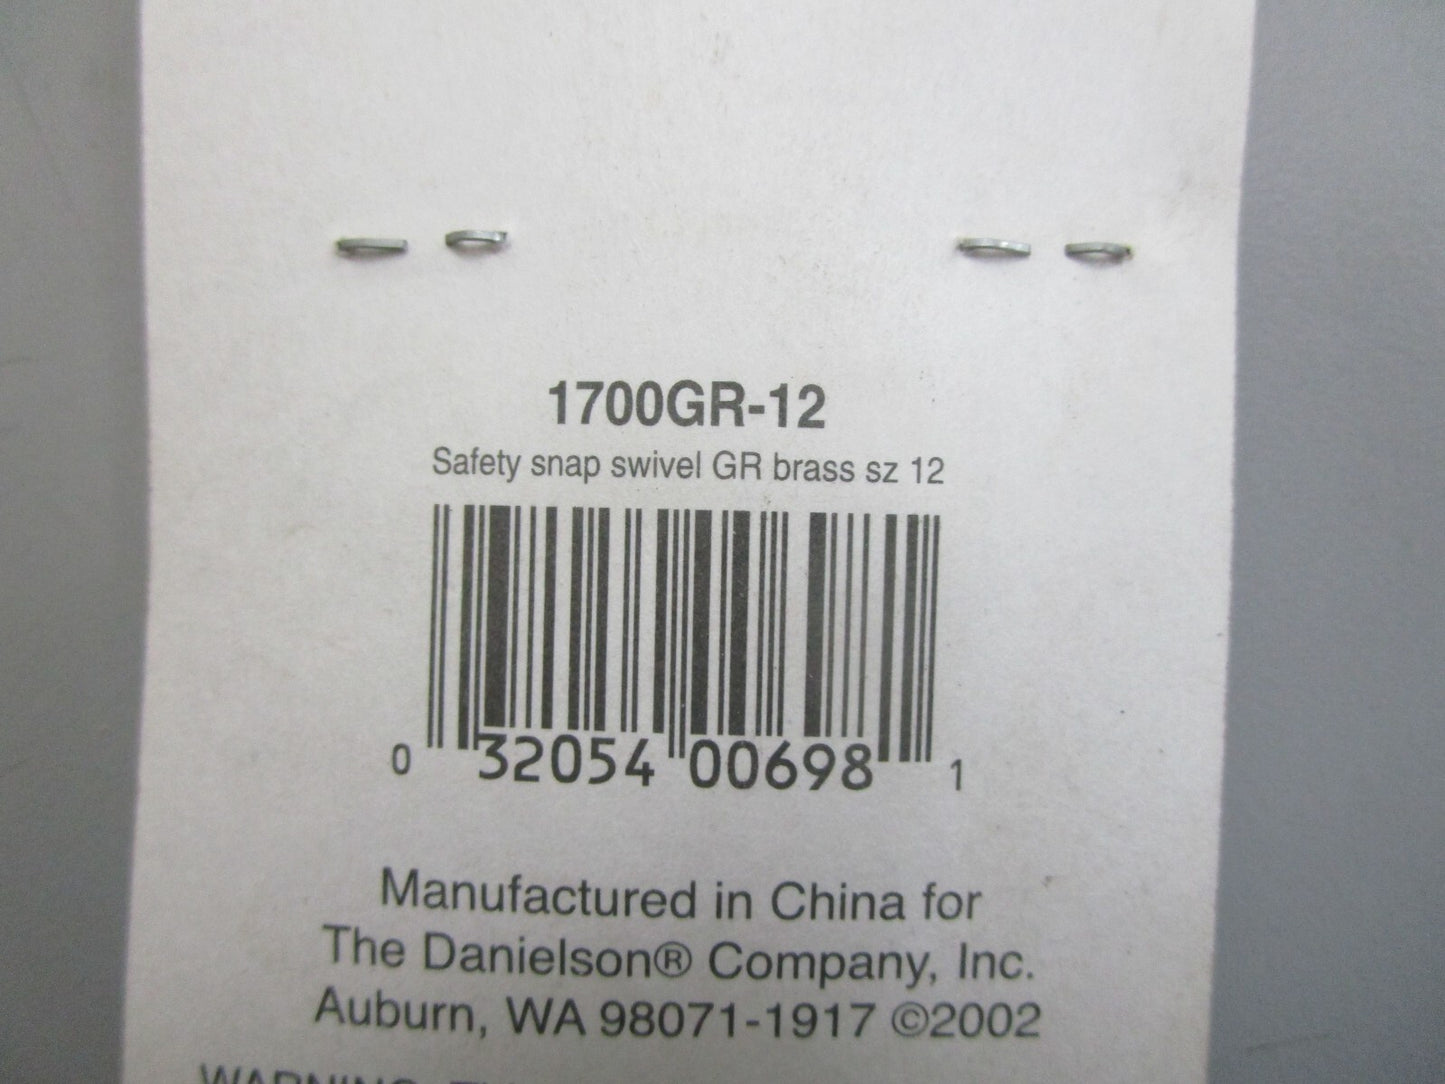 1700GR-12
Safety snap swivel GR brass sz 12
0 32054 00698 1
Manufactured in China for
The Danielson® Company, Inc.
Auburn, WA 98071-1917 ©2002
WARNING: